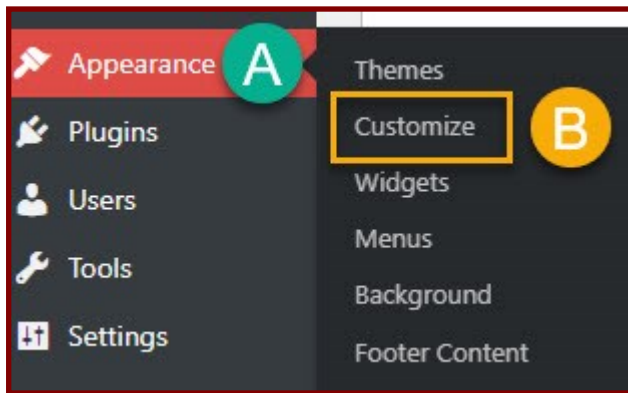 Appearance A
Plugins
Users
Tools
Settings
Themes
Customize B
Widgets
Menus
Background
Footer Content